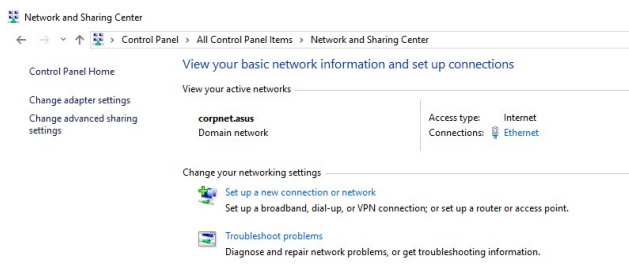 Network and Sharing Center
Control Panel > All Control Panel Items > Network and Sharing Center
Control Panel Home
Change adapter settings
Change advanced sharing
settings
View your basic network information and set up connections
View your active networks
corpnet.asus
Domain network
Access type: Internet
Connections: Ethernet
Change your networking settings
Set up a new connection or network
Set up a broadband, dial-up, or VPN connection; or set up a router or access point.
Troubleshoot problems
Diagnose and repair network problems, or get troubleshooting information.